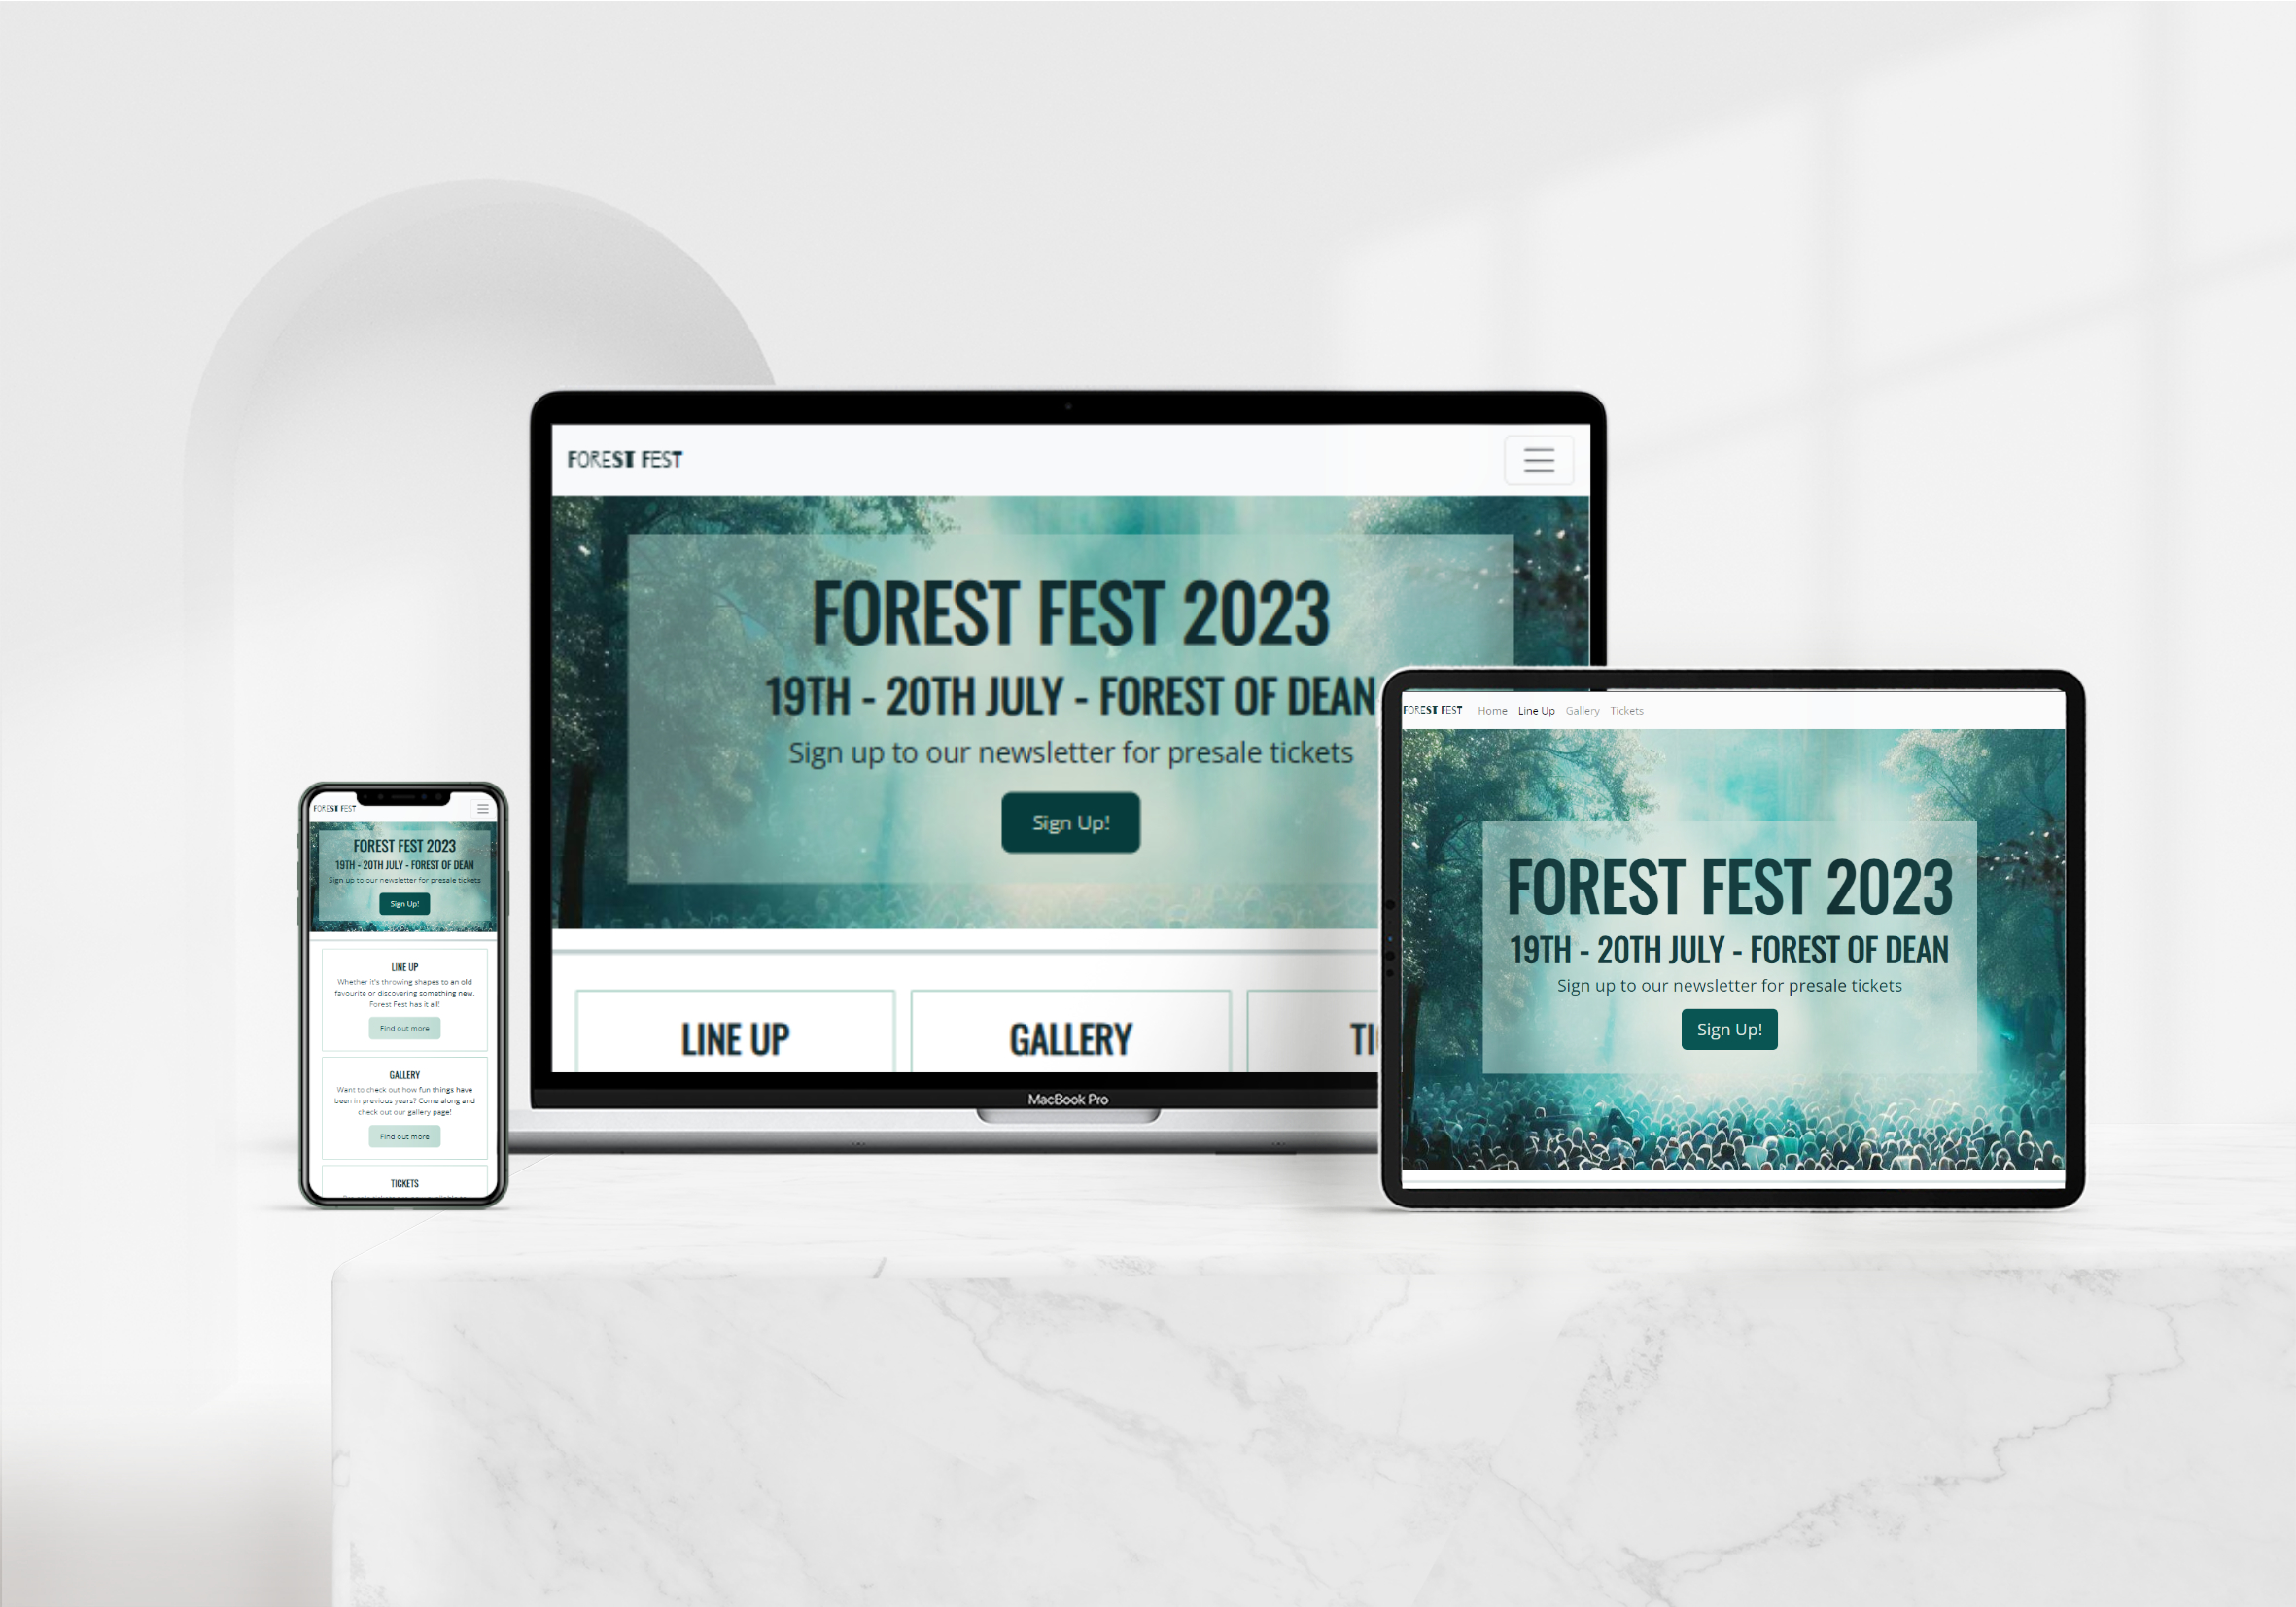 FOREST FEST
FOREST FEST 2023
19TH - 20TH JULY - FOREST OF DEAN
Sign up to our newsletter for presale tickets
Sign Up!
LINE UP
GALLERY
MacBook Pro
FOREST FEST
FOREST FEST 2023
19TH - 20TH JULY - FOREST OF DEAN
Sign up to our newsletter for presale tickets
Sign Up!
LINE UP
Whether it's throwing shapes to an old
favourite or discovering something new.
Forest Fest has it all!
Find out more
GALLERY
Want to check out how fun things have
been in previous years? Come along and
check out our gallery page!
Find out more
TICKETS
FOREST FEST Home Line Up Gallery Tickets
FOREST FEST 2023
19TH - 20TH JULY - FOREST OF DEAN
Sign up to our newsletter for presale tickets
Sign Up!